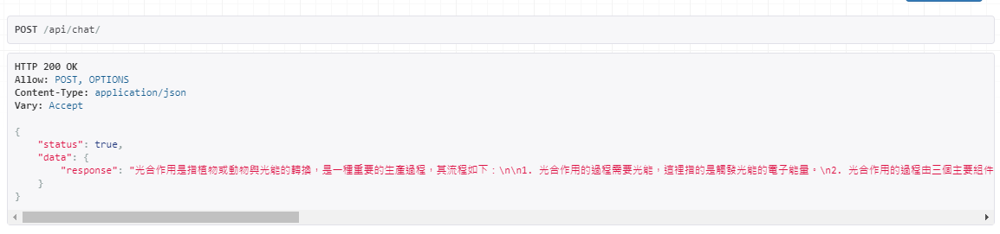 POST /api/chat/
HTTP 200 OK
Allow: POST, OPTIONS
Content-Type: application/json
Vary: Accept
{
"status": true,
"data": {
"response": "光合作用是指植物或動物與光能的轉換，是一種重要的生產過程，其流程如下：\n\n1. 光合作用的過程需要光能，這裡指的是觸發光能的電子能量。\n2. 光合作用的過程由三個主要組件
}
}